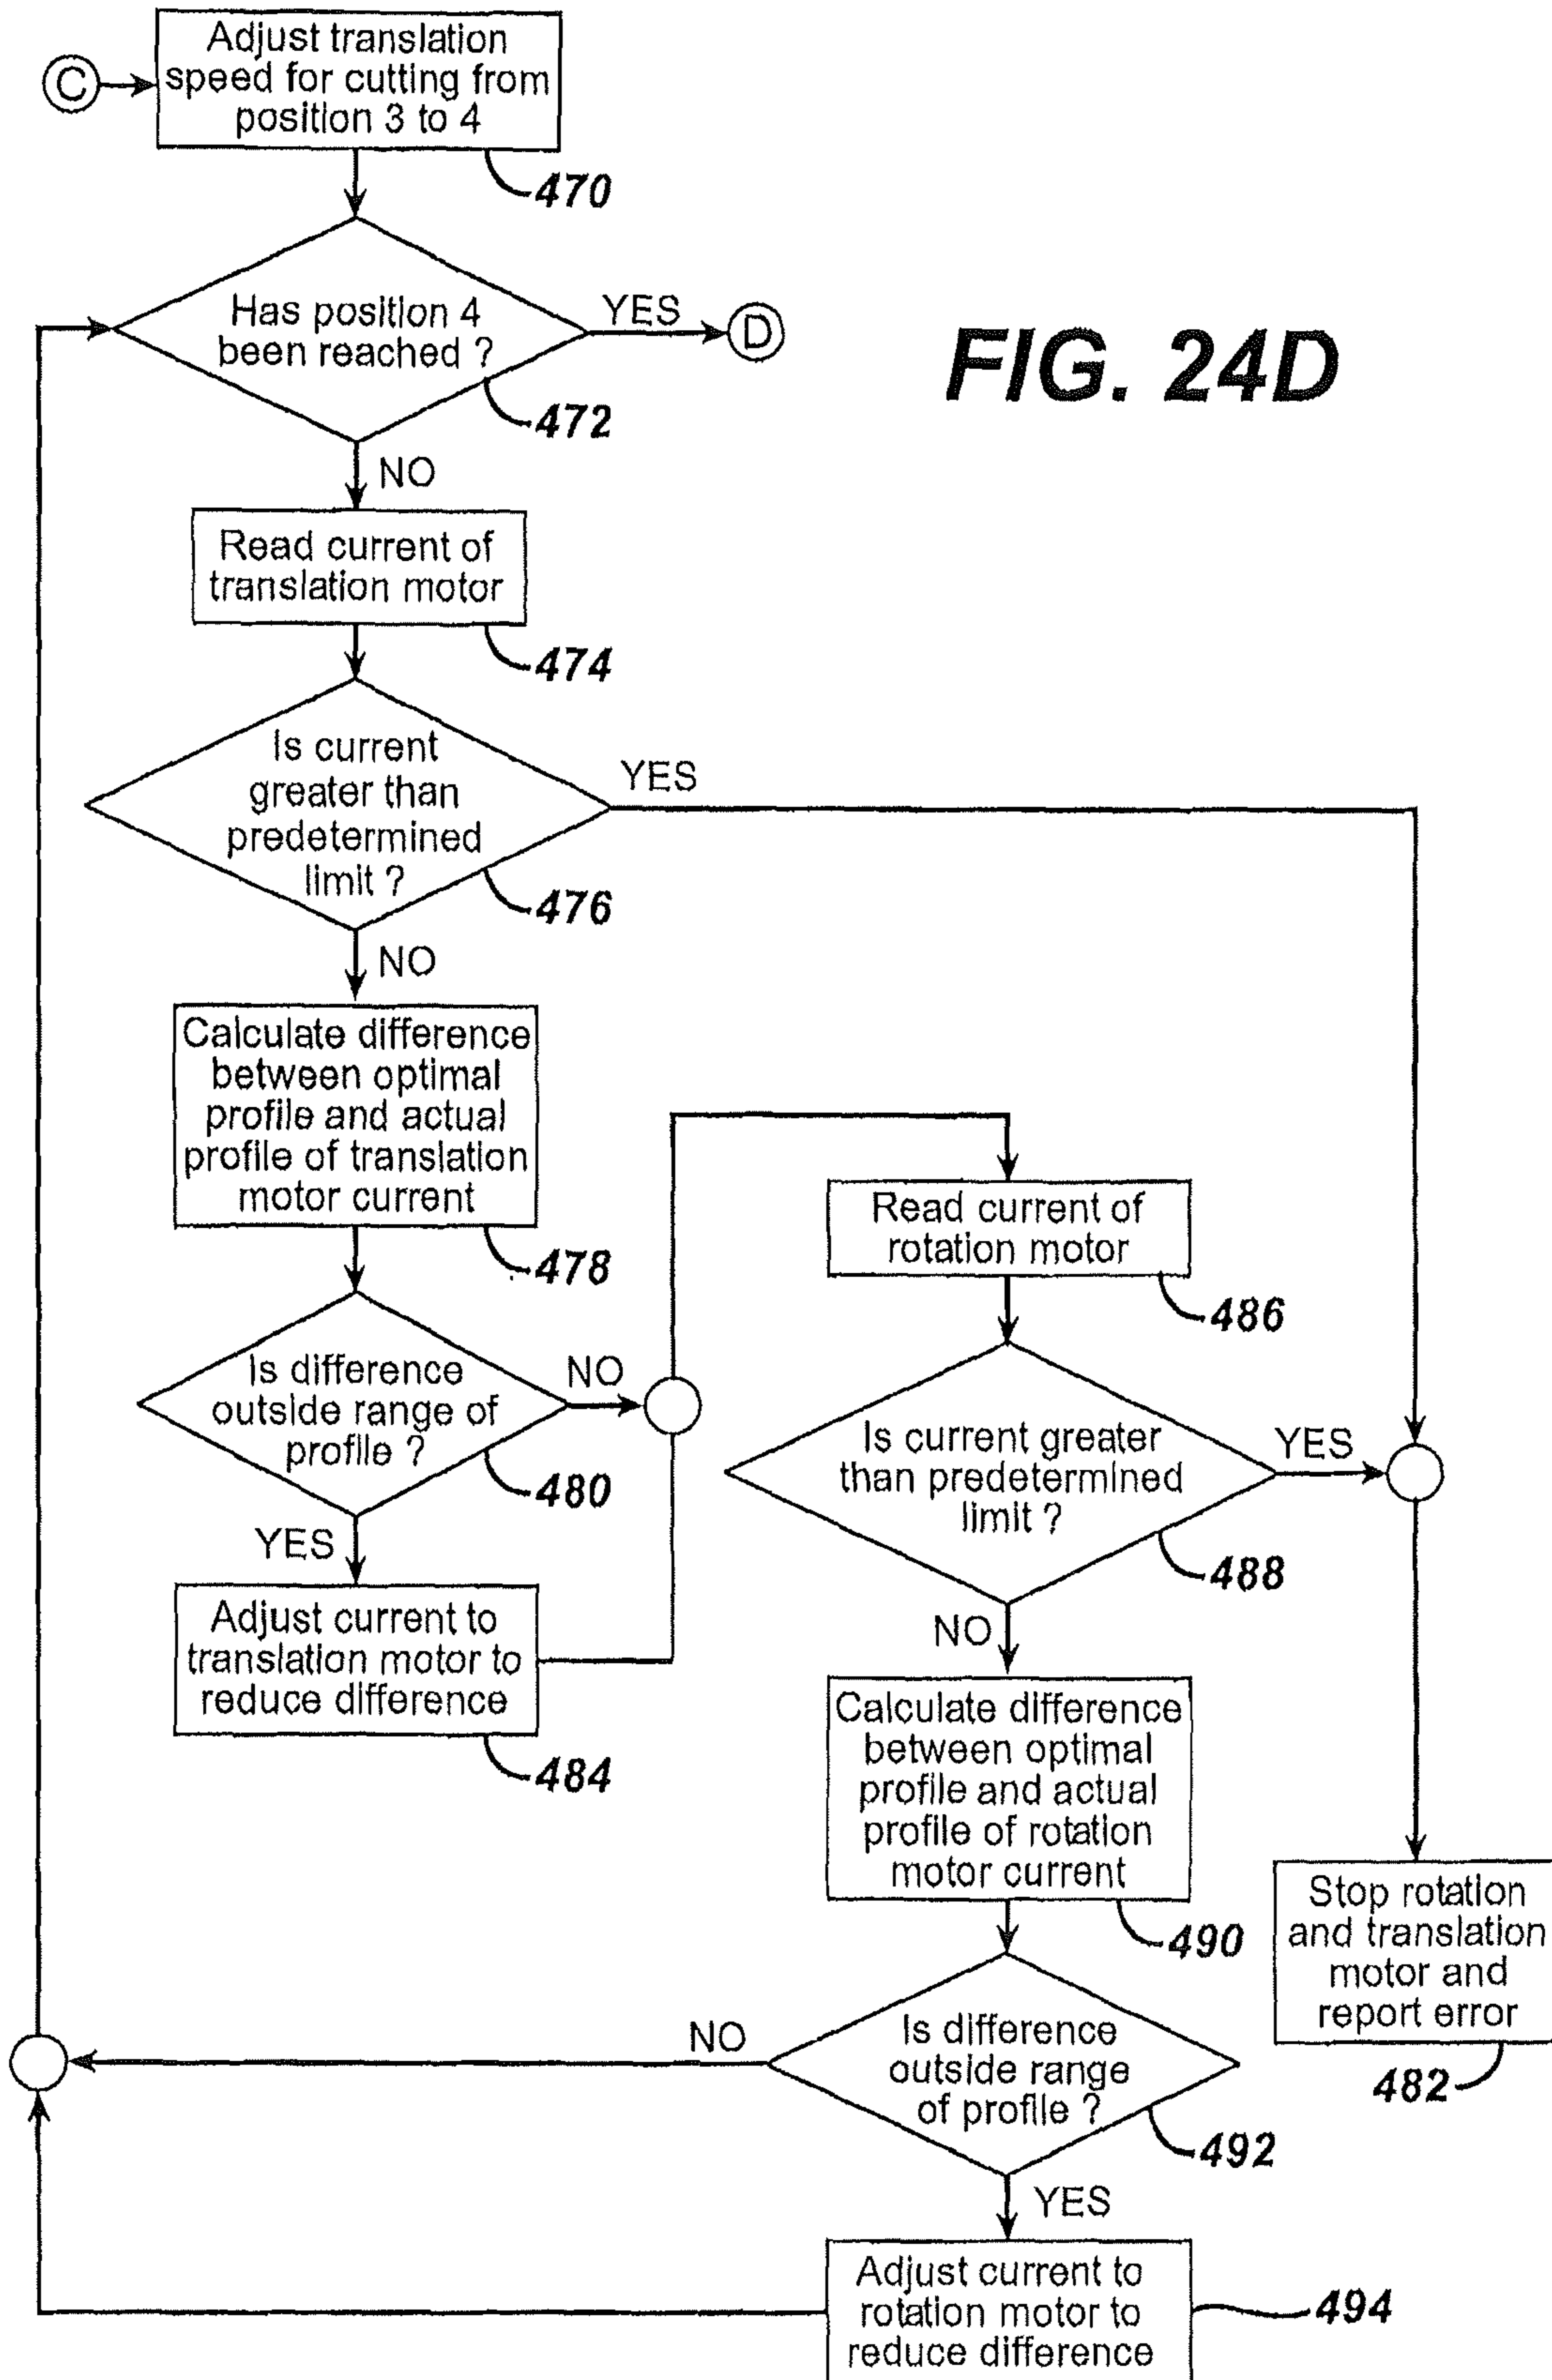 C
Adjust translation
speed for cutting from
position 3 to 4
470
Has position 4
been reached ?
YES
D
472
FIG. 24D
NO
Read current of
translation motor
474
Is current
greater than
predetermined
limit ?
YES
476
NO
Calculate difference
between optimal
profile and actual
profile of translation
motor current
478
Is difference
outside range of
profile ?
NO
480
YES
Adjust current to
translation motor to
reduce difference
484
Read current of
rotation motor
486
Is current greater
than predetermined
limit ?
YES
488
NO
Calculate difference
between optimal
profile and actual
profile of rotation
motor current
490
Stop rotation
and translation
motor and
report error
482
Is difference
outside range
of profile ?
NO
492
YES
Adjust current to
rotation motor to
reduce difference
494